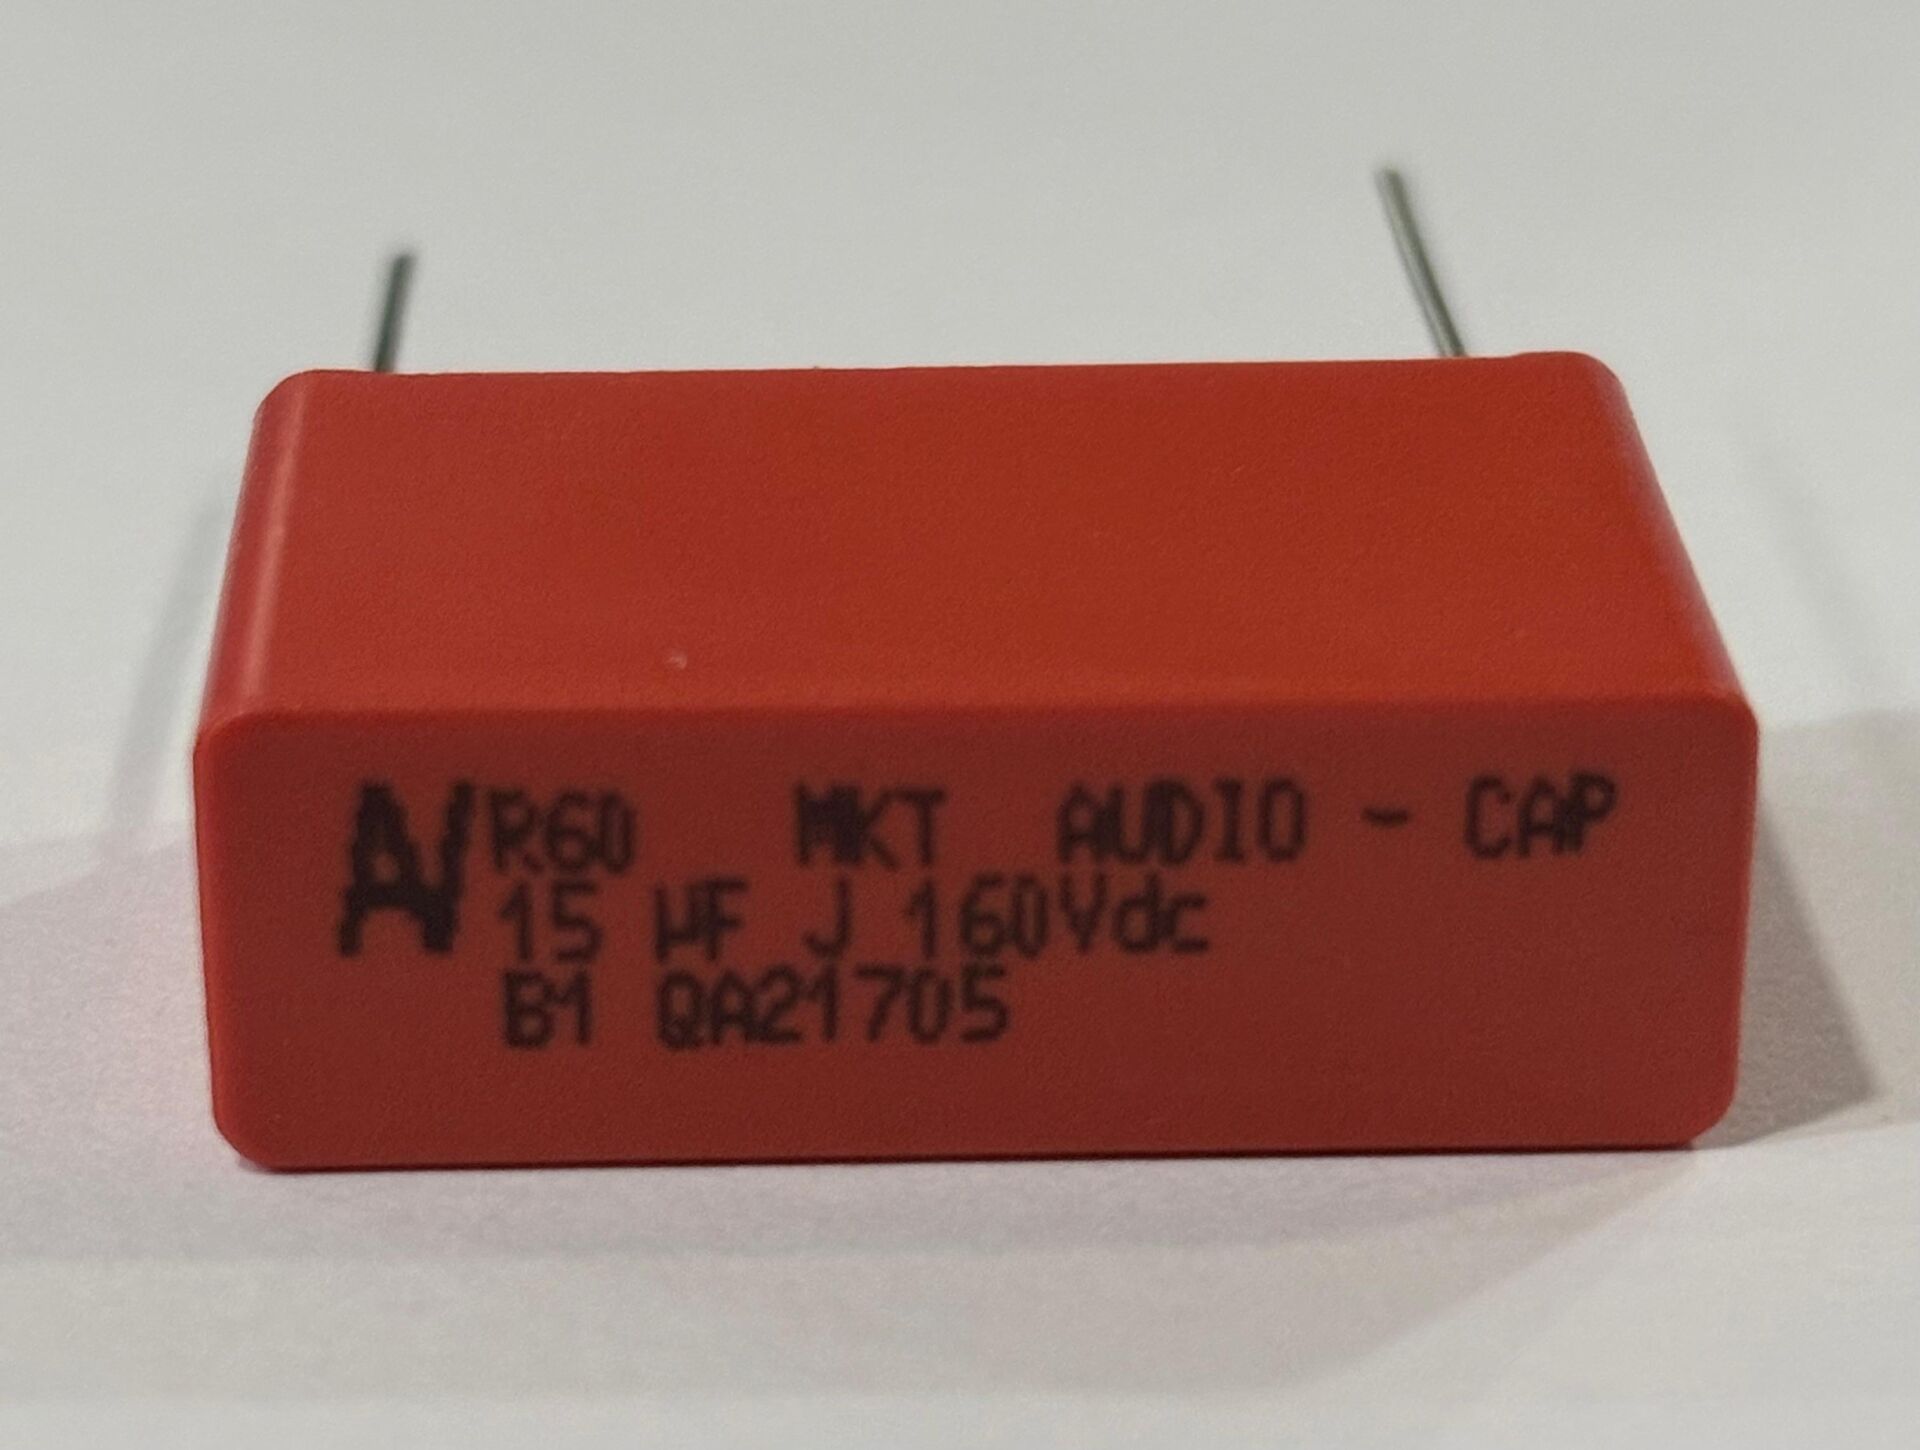 R60 MKT AUDIO - CAP
15 µF J 160Vdc
B1 QA21705